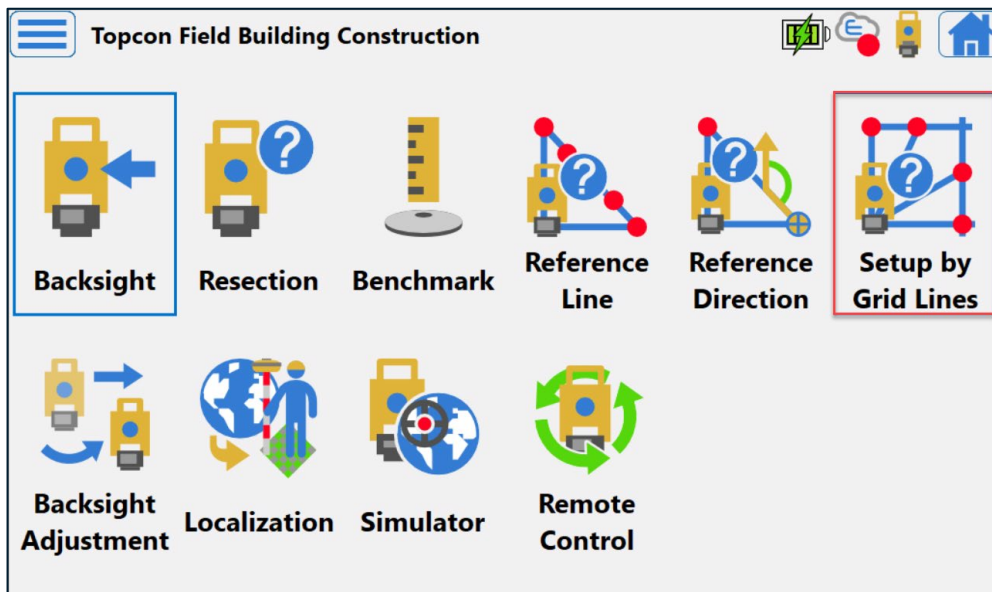 Topcon Field Building Construction
Backsight
Resection
Benchmark
Reference
Line
Reference
Direction
Setup by
Grid Lines
Backsight
Adjustment
Localization
Simulator
Remote
Control